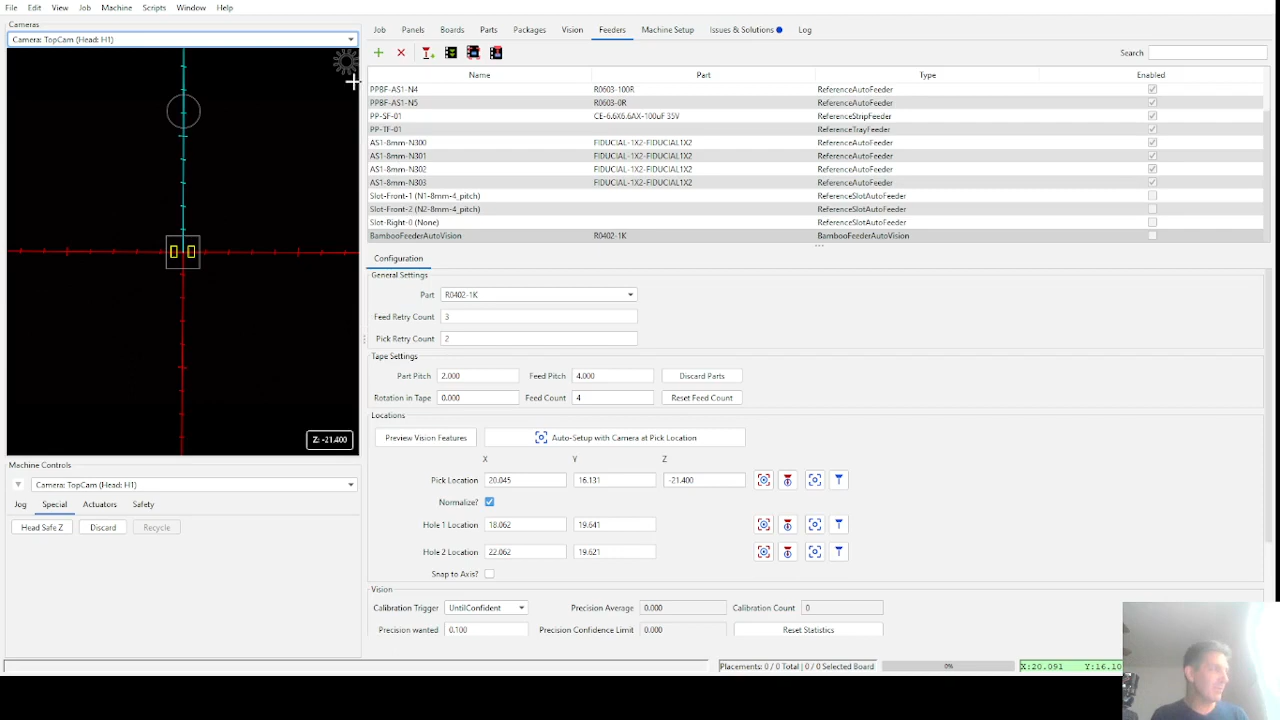 File Edit View Job Machine Scripts Window Help
Cameras
Camera: TopCam (Head: H1)
Z: -21.400
Machine Controls
Camera: TopCam (Head: H1)
Jog Special Actuators Safety
Head Safe Z Discard Recycle
Job Panels Boards Parts Packages Vision Feeders Machine Setup Issues & Solutions Log
Search
Name Part Type Enabled
PPBF-AS1-N4 R0603-100R ReferenceAutoFeeder
PPBF-AS1-N5 R0603-0R ReferenceAutoFeeder
PP-SF-01 CE-6.6X6.6AX-100uF 35V ReferenceStripFeeder
PP-TF-01 ReferenceTrayFeeder
AS1-8mm-N300 FIDUCIAL-1X2-FIDUCIAL1X2 ReferenceAutoFeeder
AS1-8mm-N301 FIDUCIAL-1X2-FIDUCIAL1X2 ReferenceAutoFeeder
AS1-8mm-N302 FIDUCIAL-1X2-FIDUCIAL1X2 ReferenceAutoFeeder
AS1-8mm-N303 FIDUCIAL-1X2-FIDUCIAL1X2 ReferenceAutoFeeder
Slot-Front-1 (N1-8mm-4_pitch) ReferenceSlotAutoFeeder
Slot-Front-2 (N2-8mm-4_pitch) ReferenceSlotAutoFeeder
Slot-Right-0 (None) ReferenceSlotAutoFeeder
BambooFeederAutoVision R0402-1K BambooFeederAutoVision
Configuration
General Settings
Part R0402-1K
Feed Retry Count 3
Pick Retry Count 2
Tape Settings
Part Pitch 2.000 Feed Pitch 4.000 Discard Parts
Rotation in Tape 0.000 Feed Count 4 Reset Feed Count
Locations
Preview Vision Features Auto-Setup with Camera at Pick Location
X Y Z
Pick Location 20.045 16.131 -21.400
Normalize?
Hole 1 Location 18.062 19.641
Hole 2 Location 22.062 19.621
Snap to Axis?
Vision
Calibration Trigger UntilConfident Precision Average 0.000 Calibration Count 0
Precision wanted 0.100 Precision Confidence Limit 0.000 Reset Statistics
Placements: 0 / 0 Total | 0 / 0 Selected Board 0% X:20.091 Y:16.10